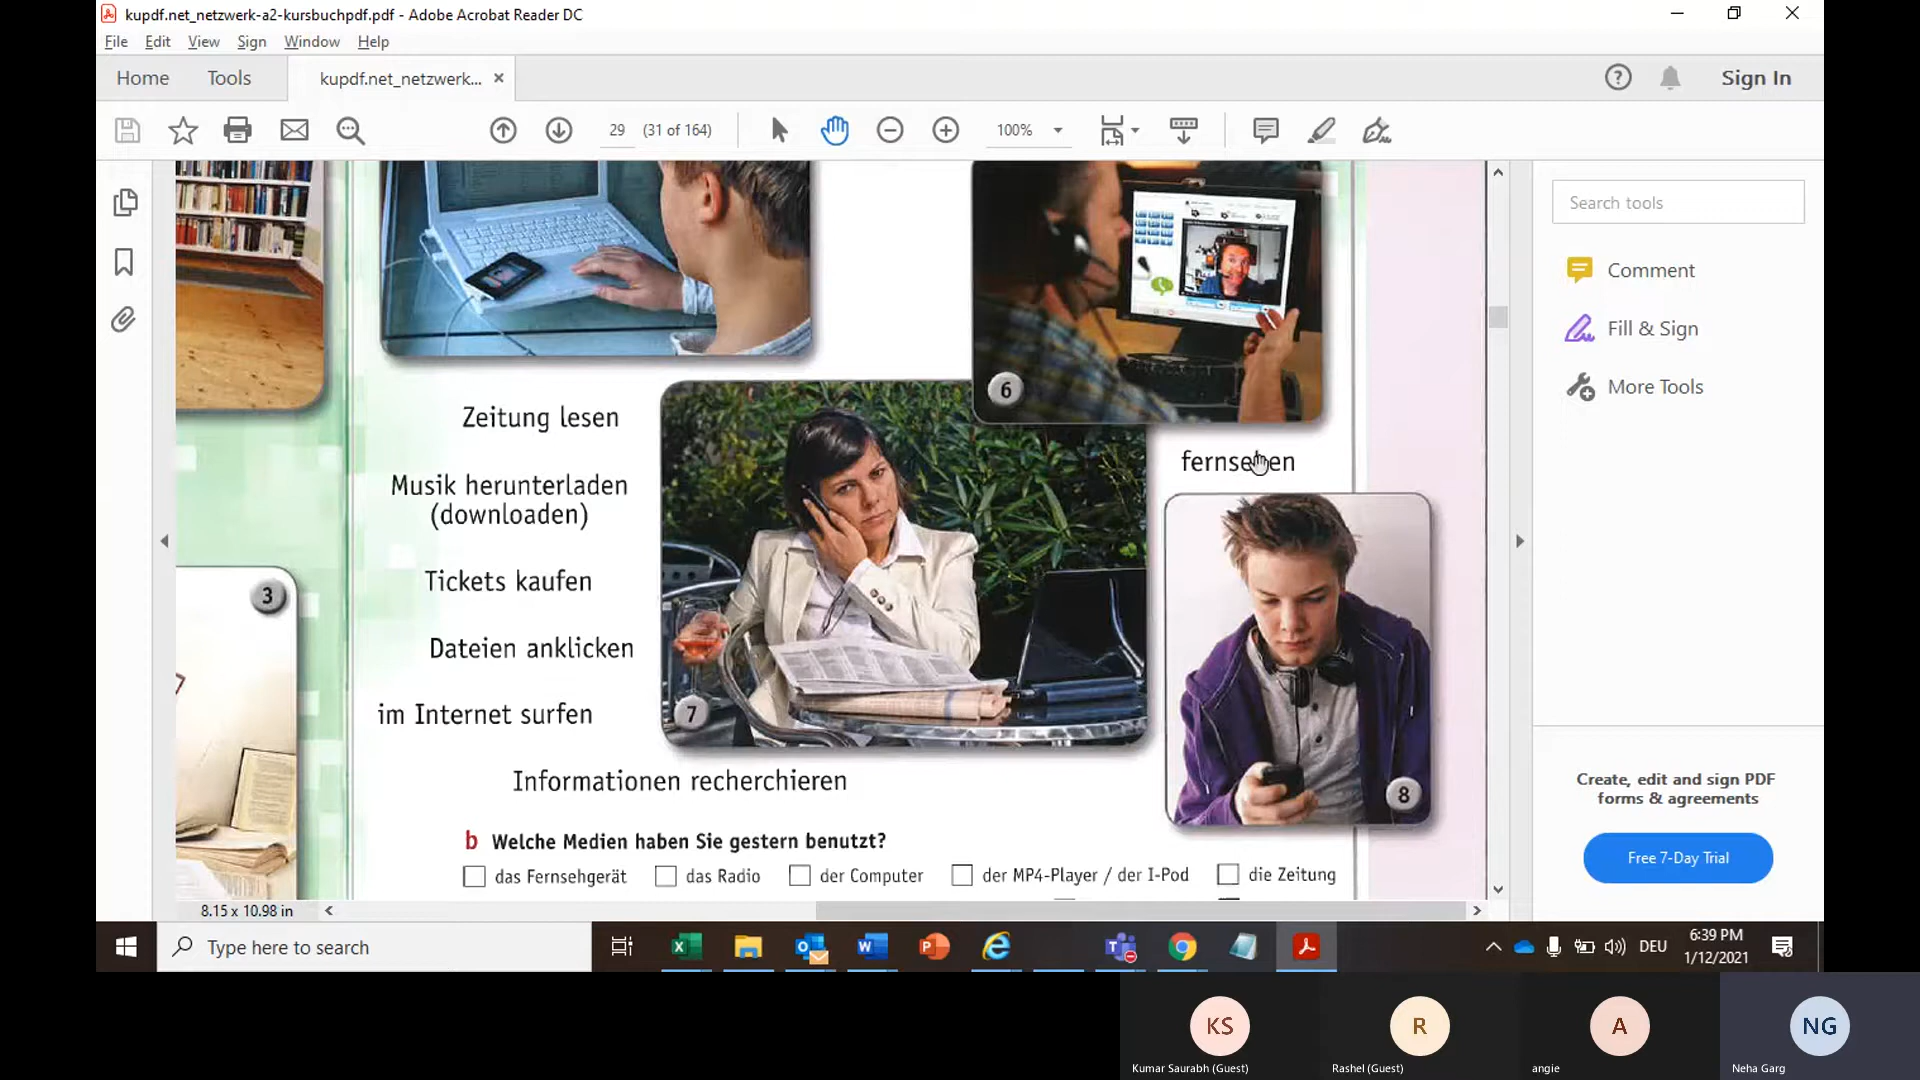 kupdf.net_netzwerk-a2-kursbuchpdf.pdf - Adobe Acrobat Reader DC
File Edit View Sign Window Help
Home Tools kupdf.net_netzwerk... × Sign In
29 (31 of 164) 100%
Search tools
Comment
Fill & Sign
More Tools
6
Zeitung lesen
fernsehen
Musik herunterladen
(downloaden)
Tickets kaufen
3
Dateien anklicken
im Internet surfen
7
Informationen recherchieren
8
b Welche Medien haben Sie gestern benutzt?
das Fernsehgerät das Radio der Computer der MP4-Player / der I-Pod die Zeitung
Create, edit and sign PDF
forms & agreements
Free 7-Day Trial
8.15 x 10.98 in
Type here to search
DEU
6:39 PM
1/12/2021
KS R A NG
Kumar Saurabh (Guest) Rashel (Guest) angie Neha Garg